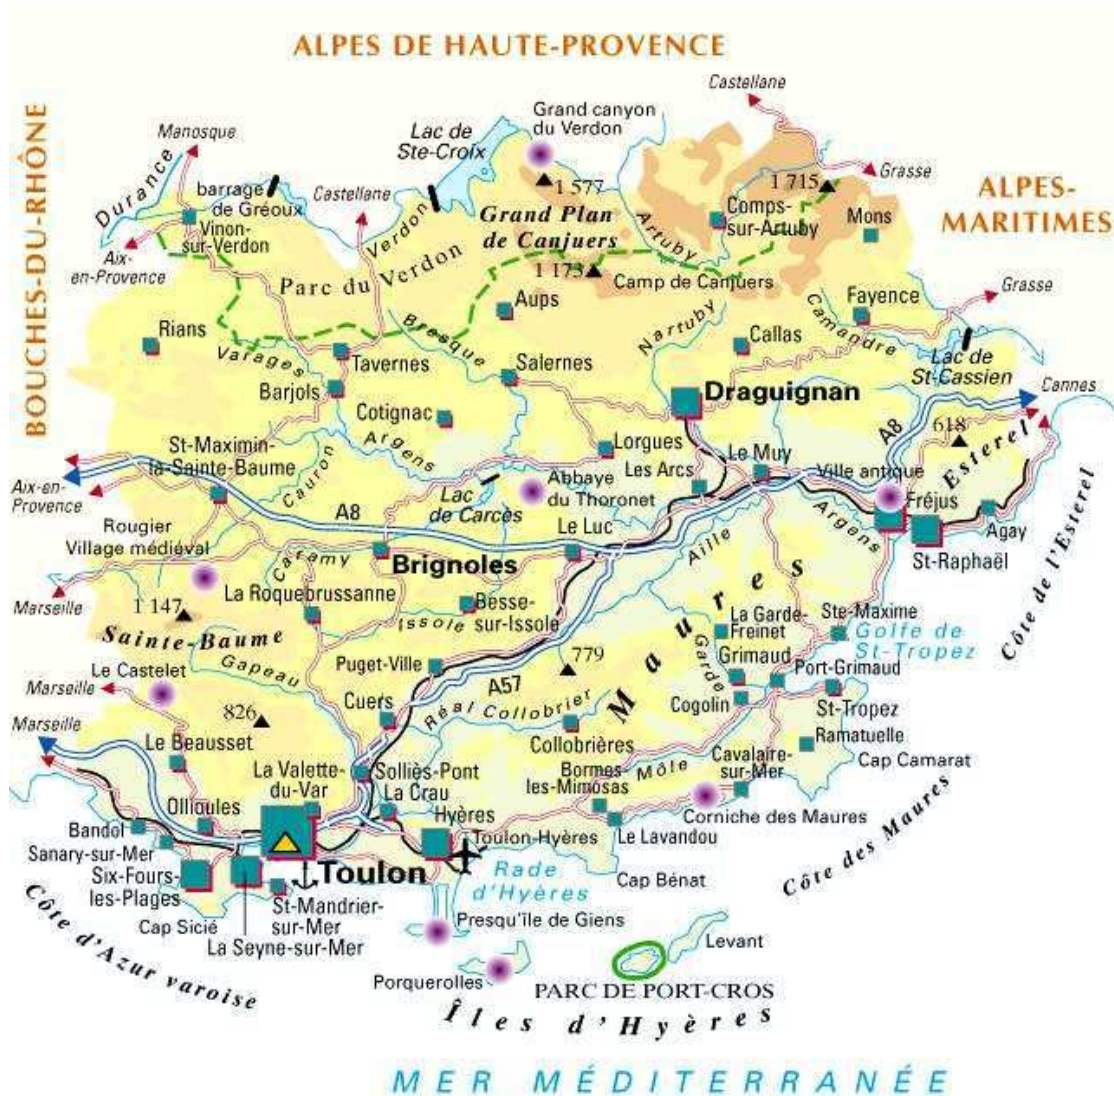 ALPES DE HAUTE-PROVENCE
BOUCHES-DU-RHÔNE
ALPES-
MARITIMES
Castellane
Grand canyon
du Verdon
Manosque
Lac de
Ste-Croix
Durance
barrage
de Gréoux
Castellane
1 577
1 715
Grasse
Vinon-
sur-Verdon
Verdon
Grand Plan
de Canjuers
Artuby
Comps-
sur-Artuby
Mons
Aix-
en-Provence
Parc du Verdon
1 173
Camp de Canjuers
Aups
Fayence
Grasse
Rians
Varages
Bresque
Nartuby
Callas
Camandre
Tavernes
Salernes
Lac de
St-Cassien
Barjols
Draguignan
Cannes
Cotignac
A8
618
St-Maximin-
la-Sainte-Baume
Argens
Lorgues
Le Muy
Esterel
Aix-en-
Provence
Cauron
Les Arcs
Ville antique
Abbaye
du Thoronet
Lac
de Carcès
Fréjus
A8
Le Luc
Argens
Agay
Rougier
Village médiéval
Caramy
Brignoles
Aille
St-Raphaël
Côte de l'Esterel
Marseille
La Roquebrussanne
Besse-
sur-Issole
Issole
Maures
La Garde-
Freinet
Ste-Maxime
1 147
Sainte-Baume
Golfe de
St-Tropez
Le Castelet
Gapeau
Puget-Ville
779
Garde
Grimaud
Port-Grimaud
Marseille
A57
Cogolin
St-Tropez
Marseille
826
Cuers
Réal Collobrier
Collobrières
Ramatuelle
Le Beausset
Cap Camarat
La Valette-
du-Var
Solliès-Pont
Bormes-
les-Mimosas
Môte
Cavalaire-
sur-Mer
Ollioules
La Crau
Hyères
Corniche des Maures
Bandol
Toulon-Hyères
Le Lavandou
Sanary-sur-Mer
Six-Fours-
les-Plages
Toulon
Rade
d'Hyères
Cap Bénat
Côte des Maures
St-Mandrier-
sur-Mer
Cap Sicié
La Seyne-sur-Mer
Presqu'île de Giens
Levant
Côte d'Azur varoise
Porquerolles
PARC DE PORT-CROS
Îles d'Hyères
MER MÉDITERRANÉE